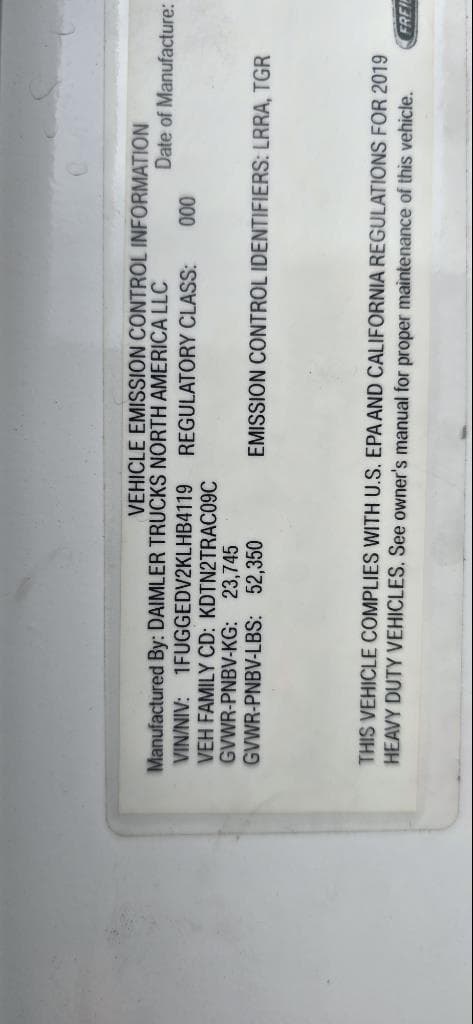 VEHICLE EMISSION CONTROL INFORMATION
Manufactured By: DAIMLER TRUCKS NORTH AMERICA LLC Date of Manufacture:
VIN/NIV: 1FUGGEDV2KLHB4119 REGULATORY CLASS: 000
VEH FAMILY CD: KDTN2TRAC09C
GVWR-PNBV-KG: 23,745
GVWR-PNBV-LBS: 52,350 EMISSION CONTROL IDENTIFIERS: LRRA, TGR
THIS VEHICLE COMPLIES WITH U.S. EPA AND CALIFORNIA REGULATIONS FOR 2019
HEAVY DUTY VEHICLES. See owner's manual for proper maintenance of this vehicle.